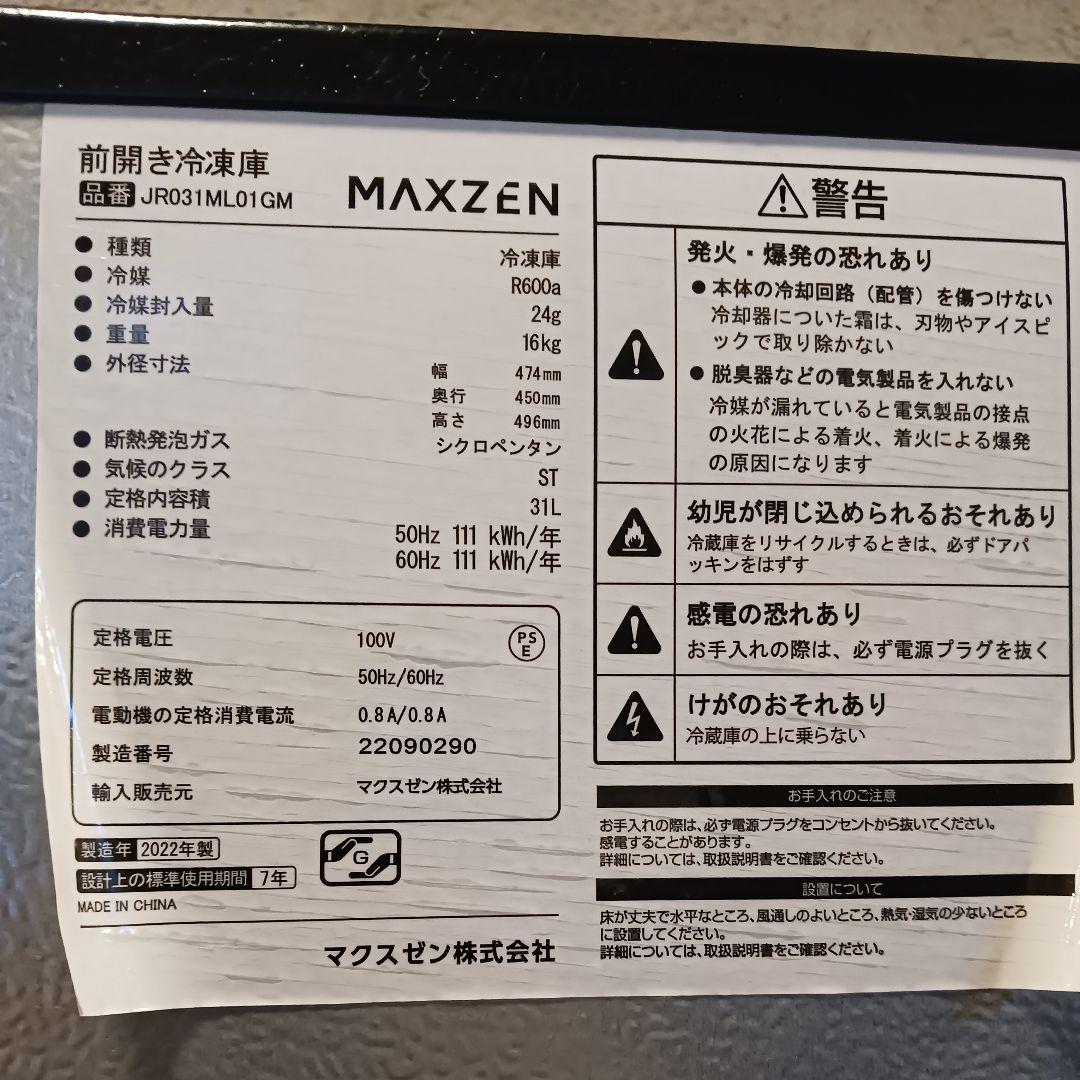 前開き冷凍庫
品番 JR031ML01GM
MAXZEN
● 種類 冷凍庫
● 冷媒 R600a
● 冷媒封入量 24g
● 重量 16kg
● 外径寸法 幅 474mm
奥行 450mm
高さ 496mm
● 断熱発泡ガス シクロペンタン
● 気候のクラス ST
● 定格内容積 31L
● 消費電力量 50Hz 111 kWh/年
60Hz 111 kWh/年
定格電圧 100V
PS
E
定格周波数 50Hz/60Hz
電動機の定格消費電流 0.8A/0.8A
製造番号 22090290
輸入販売元 マクスゼン株式会社
製造年 2022年製
設計上の標準使用期間 7年
G
MADE IN CHINA
マクスゼン株式会社
警告
発火・爆発の恐れあり
● 本体の冷却回路（配管）を傷つけない
冷却器についた霜は、刃物やアイスピ
ックで取り除かない
● 脱臭器などの電気製品を入れない
冷媒が漏れていると電気製品の接点
の火花による着火、着火による爆発
の原因になります
幼児が閉じ込められるおそれあり
冷蔵庫をリサイクルするときは、必ずドアパ
ッキンをはずす
感電の恐れあり
お手入れの際は、必ず電源プラグを抜く
けがのおそれあり
冷蔵庫の上に乗らない
お手入れのご注意
お手入れの際は、必ず電源プラグをコンセントから抜いてください。
感電することがあります。
詳細については、取扱説明書をご確認ください。
設置について
床が丈夫で水平なところ、風通しのよいところ、熱気・湿気の少ないところ
に設置してください。
詳細については、取扱説明書をご確認ください。